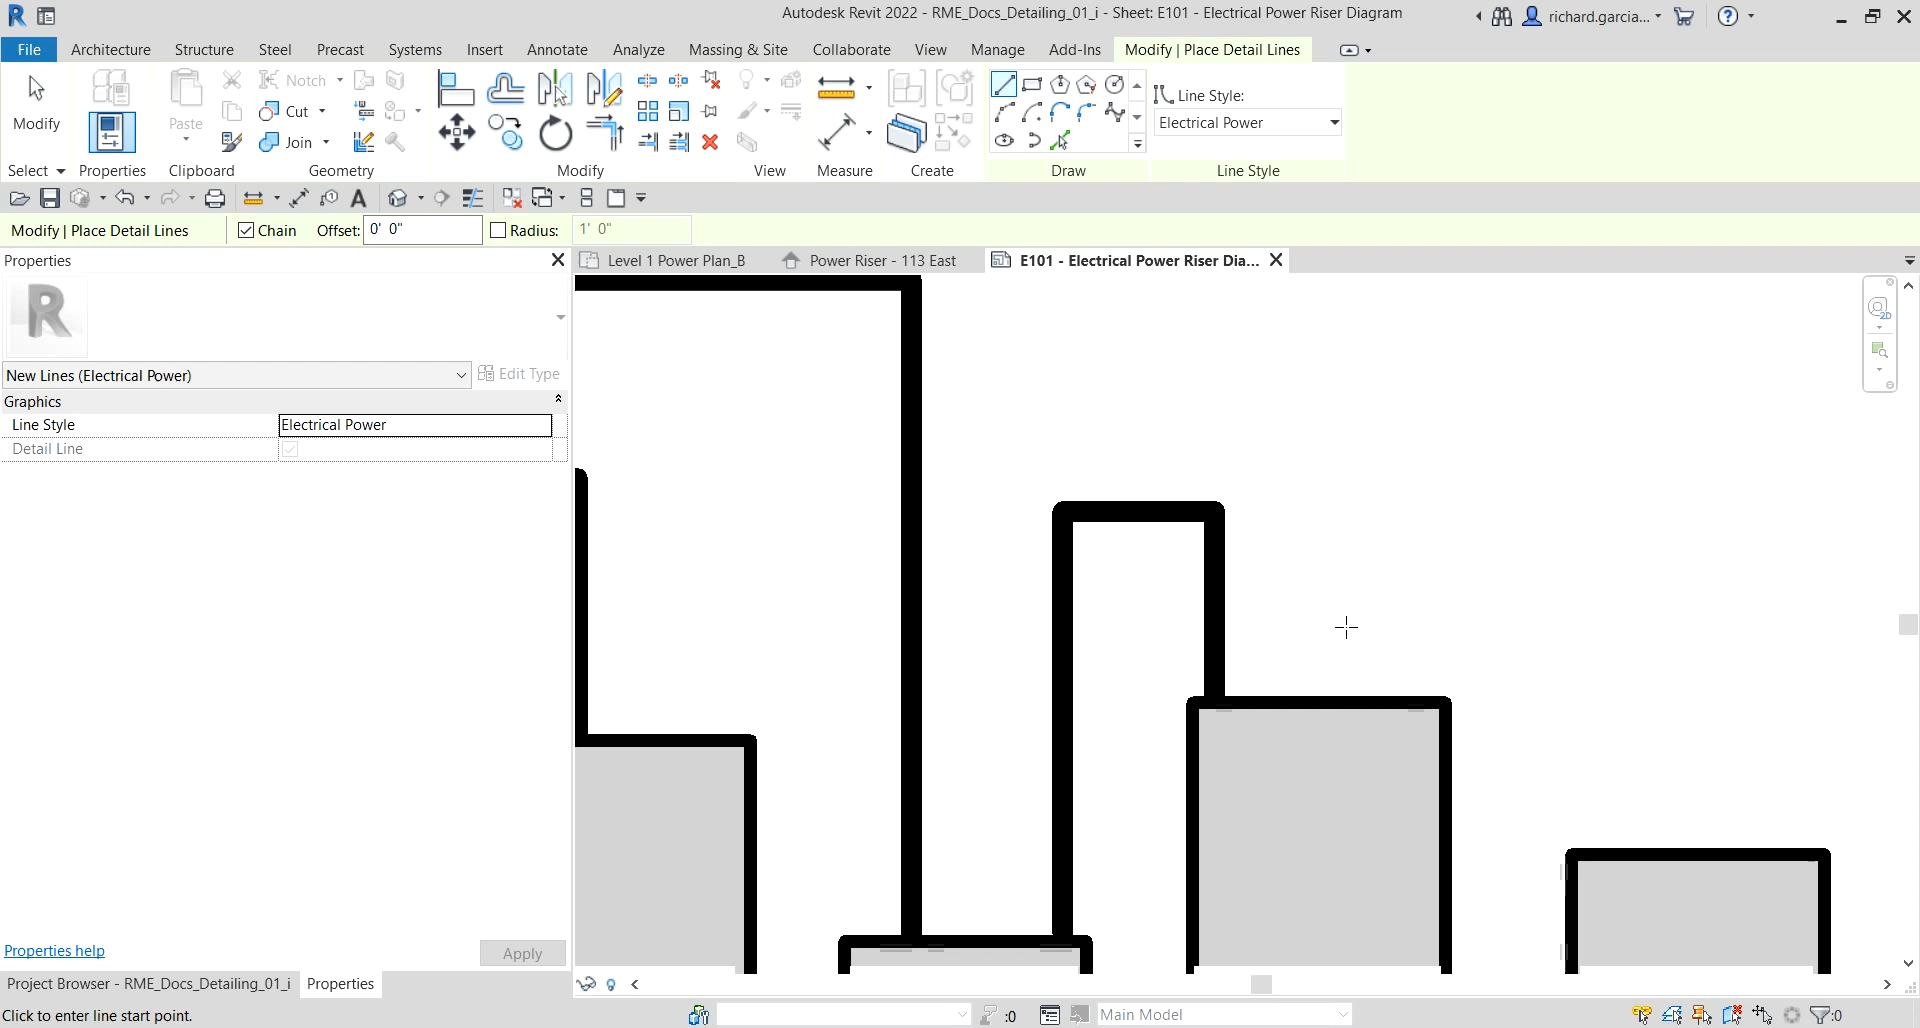 Autodesk Revit 2022 - RME_Docs_Detailing_01_i - Sheet: E101 - Electrical Power Riser Diagram
richard.garcia...
File Architecture Structure Steel Precast Systems Insert Annotate Analyze Massing & Site Collaborate View Manage Add-Ins Modify | Place Detail Lines
Notch
Line Style:
Modify
Paste
Cut
Electrical Power
Join
Select Properties Clipboard Geometry Modify View Measure Create Draw Line Style
Modify | Place Detail Lines Chain Offset: 0' 0" Radius: 1' 0"
Properties
Level 1 Power Plan_B Power Riser - 113 East E101 - Electrical Power Riser Dia...
R
2D
New Lines (Electrical Power) Edit Type
Graphics
Line Style Electrical Power
Detail Line
Properties help Apply
Project Browser - RME_Docs_Detailing_01_i Properties
Click to enter line start point. :0 Main Model :0